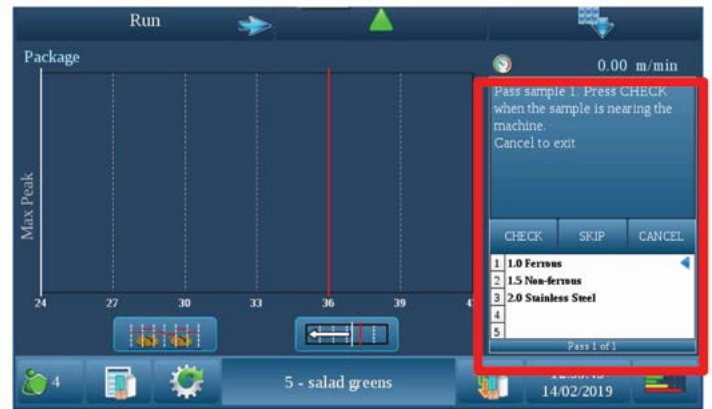 Run
Package
0.00 m/min
Max Peak
Pass sample 1. Press CHECK
when the sample is nearing the
machine.
Cancel to exit
CHECK SKIP CANCEL
1 1.0 Ferrous
2 1.5 Non-ferrous
3 2.0 Stainless Steel
4
5
Pass 1 of 1
24 27 30 33 36 39
4
5 - salad greens
14/02/2019